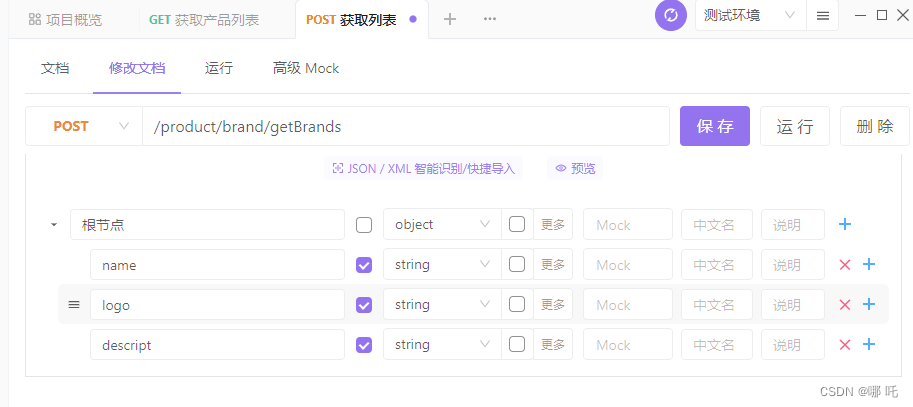 项目概览 GET 获取产品列表 POST 获取列表 测试环境
文档 修改文档 运行 高级 Mock
POST /product/brand/getBrands 保 存 运 行 删 除
JSON / XML 智能识别/快捷导入 预览
根节点 object 更多 Mock 中文名 说明
name string 更多 Mock 中文名 说明
logo string 更多 Mock 中文名 说明
descript string 更多 Mock 中文名 说明
CSDN @哪 吒